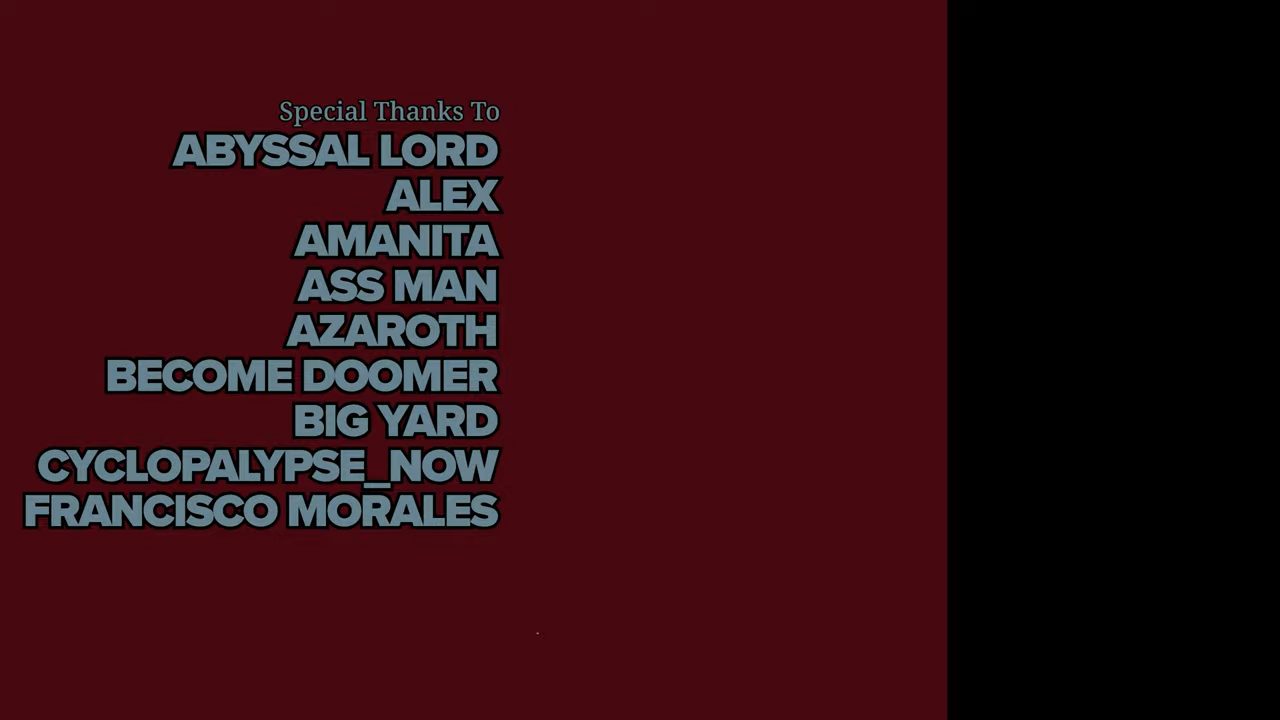 Special Thanks To
ABYSSAL LORD
ALEX
AMANITA
ASS MAN
AZAROTH
BECOME DOOMER
BIG YARD
CYCLOPALYPSE_NOW
FRANCISCO MORALES